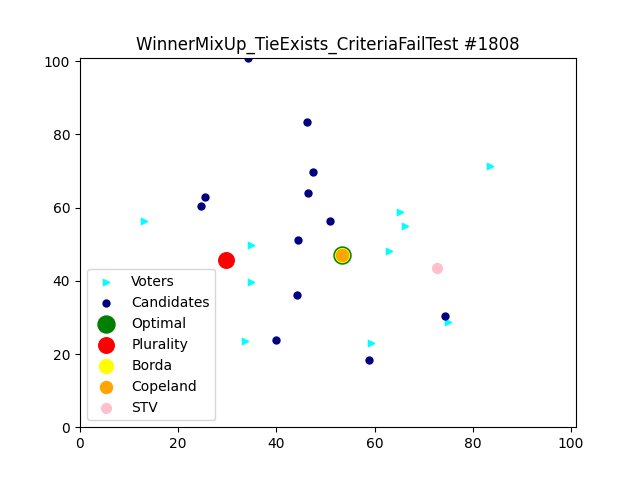 WinnerMixUp_TieExists_CriteriaFailTest #1808
100
80
60
40
20
0
Voters
Candidates
Optimal
Plurality
Borda
Copeland
STV
0 20 40 60 80 100